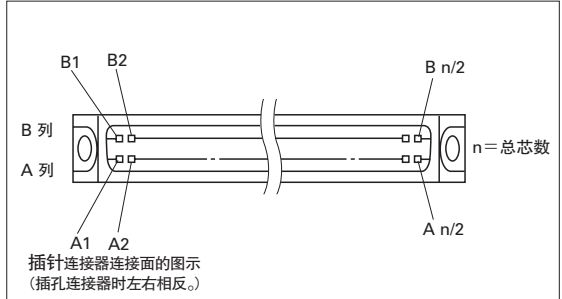 B1
B2
B n/2
B 列
n＝总芯数
A 列
A n/2
A1
A2
插针连接器连接面的图示
（插孔连接器时左右相反。）